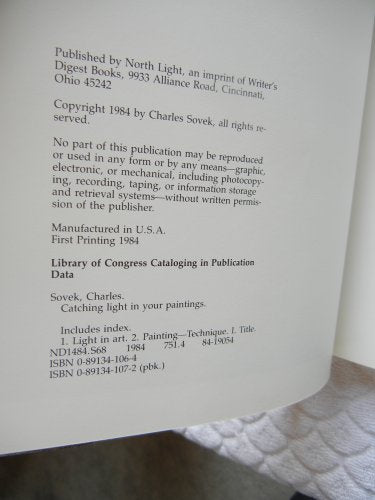 Published by North Light, an imprint of Writer's
Digest Books, 9933 Alliance Road, Cincinnati,
Ohio 45242
Copyright 1984 by Charles Sovek, all rights re-
served.
No part of this publication may be reproduced
or used in any form or by any means—graphic,
electronic, or mechanical, including photocopy-
ing, recording, taping, or information storage
and retrieval systems—without written permis-
sion of the publisher.
Manufactured in U.S.A.
First Printing 1984
Library of Congress Cataloging in Publication
Data
Sovek, Charles.
Catching light in your paintings.
Includes index.
1. Light in art. 2. Painting—Technique. I. Title.
ND1484.S68 1984 751.4 84-19054
ISBN 0-89134-106-4
ISBN 0-89134-107-2 (pbk.)